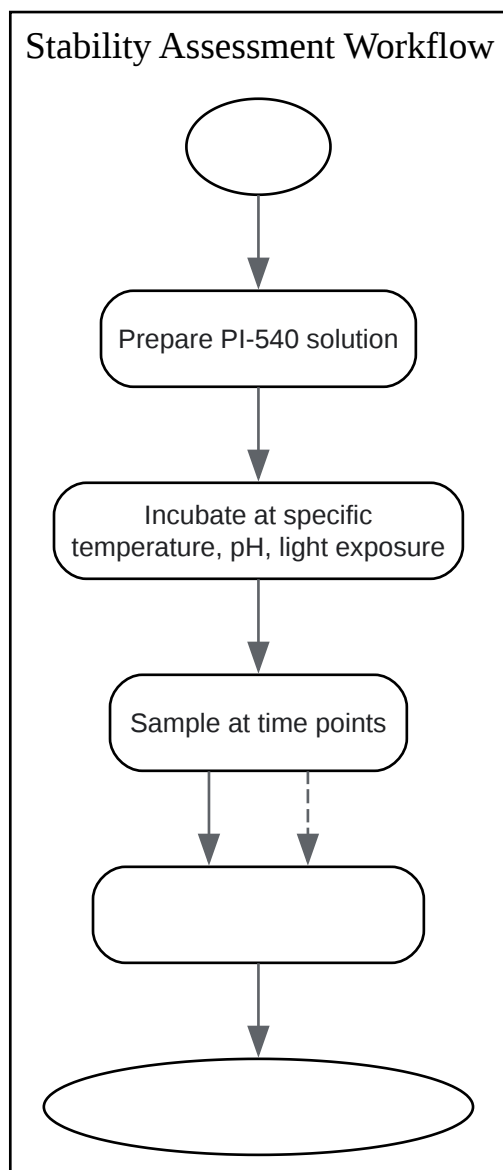 Stability Assessment Workflow
Prepare PI-540 solution
Incubate at specific
temperature, pH, light exposure
Sample at time points